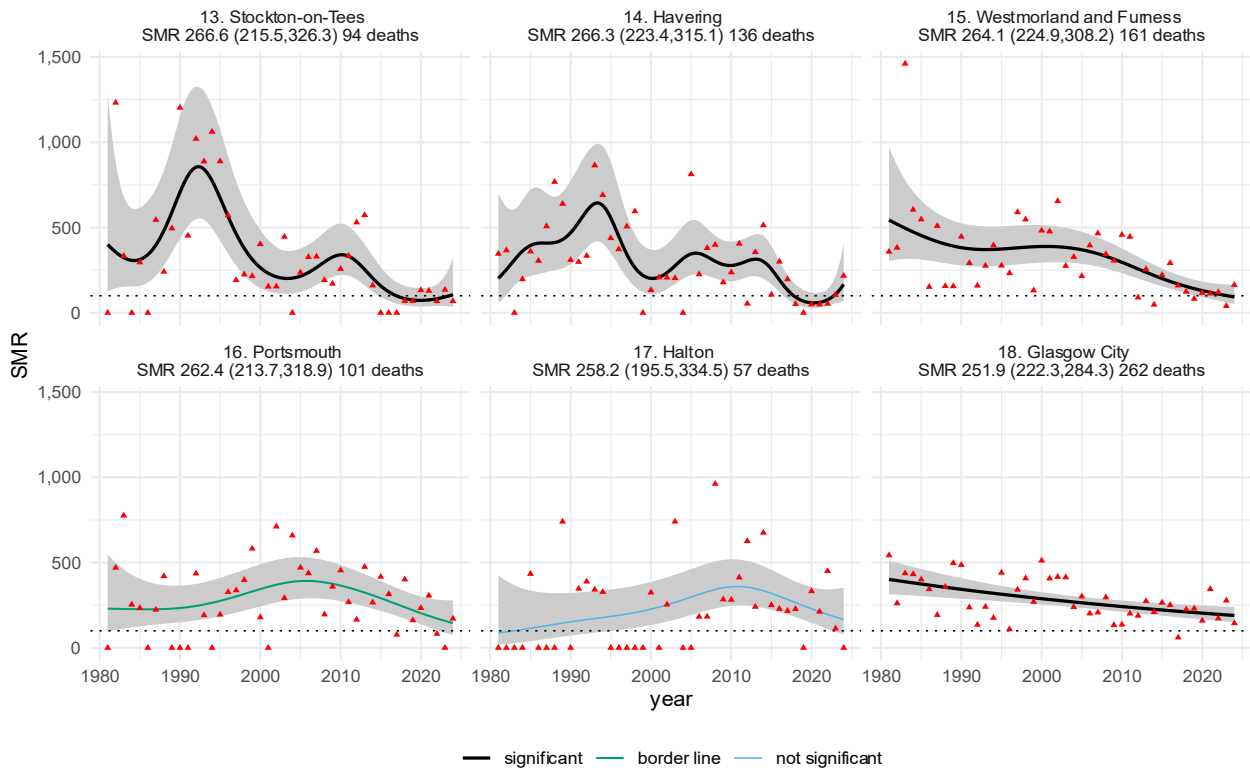 13. Stockton-on-Tees
SMR 266.6 (215.5,326.3) 94 deaths
14. Havering
SMR 266.3 (223.4,315.1) 136 deaths
15. Westmorland and Furness
SMR 264.1 (224.9,308.2) 161 deaths
1,500
1,000
500
0
SMR
16. Portsmouth
SMR 262.4 (213.7,318.9) 101 deaths
17. Halton
SMR 258.2 (195.5,334.5) 57 deaths
18. Glasgow City
SMR 251.9 (222.3,284.3) 262 deaths
1,500
1,000
500
0
1980 1990 2000 2010 2020
1980 1990 2000 2010 2020
1980 1990 2000 2010 2020
year
significant border line not significant